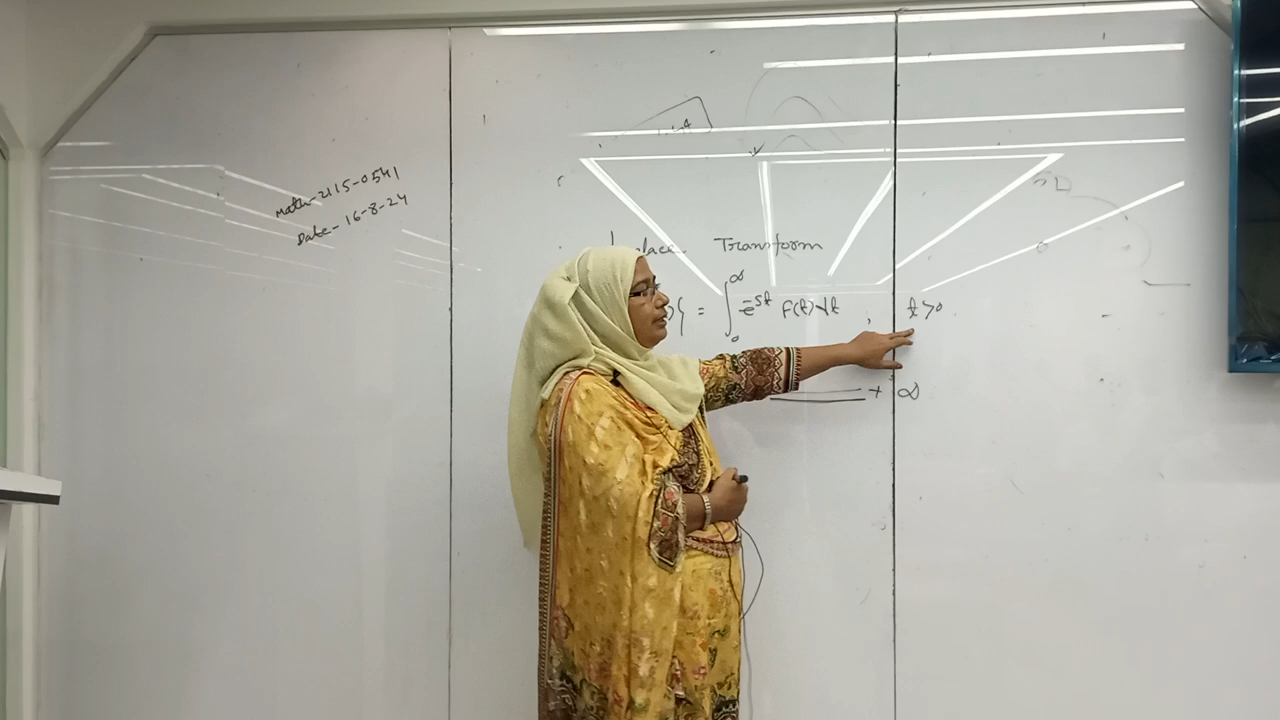 Math-2115-0541
Date-16-8-24
Transform
= ∫₀^∞ e^-st F(t) dt , t>0
+ ∞